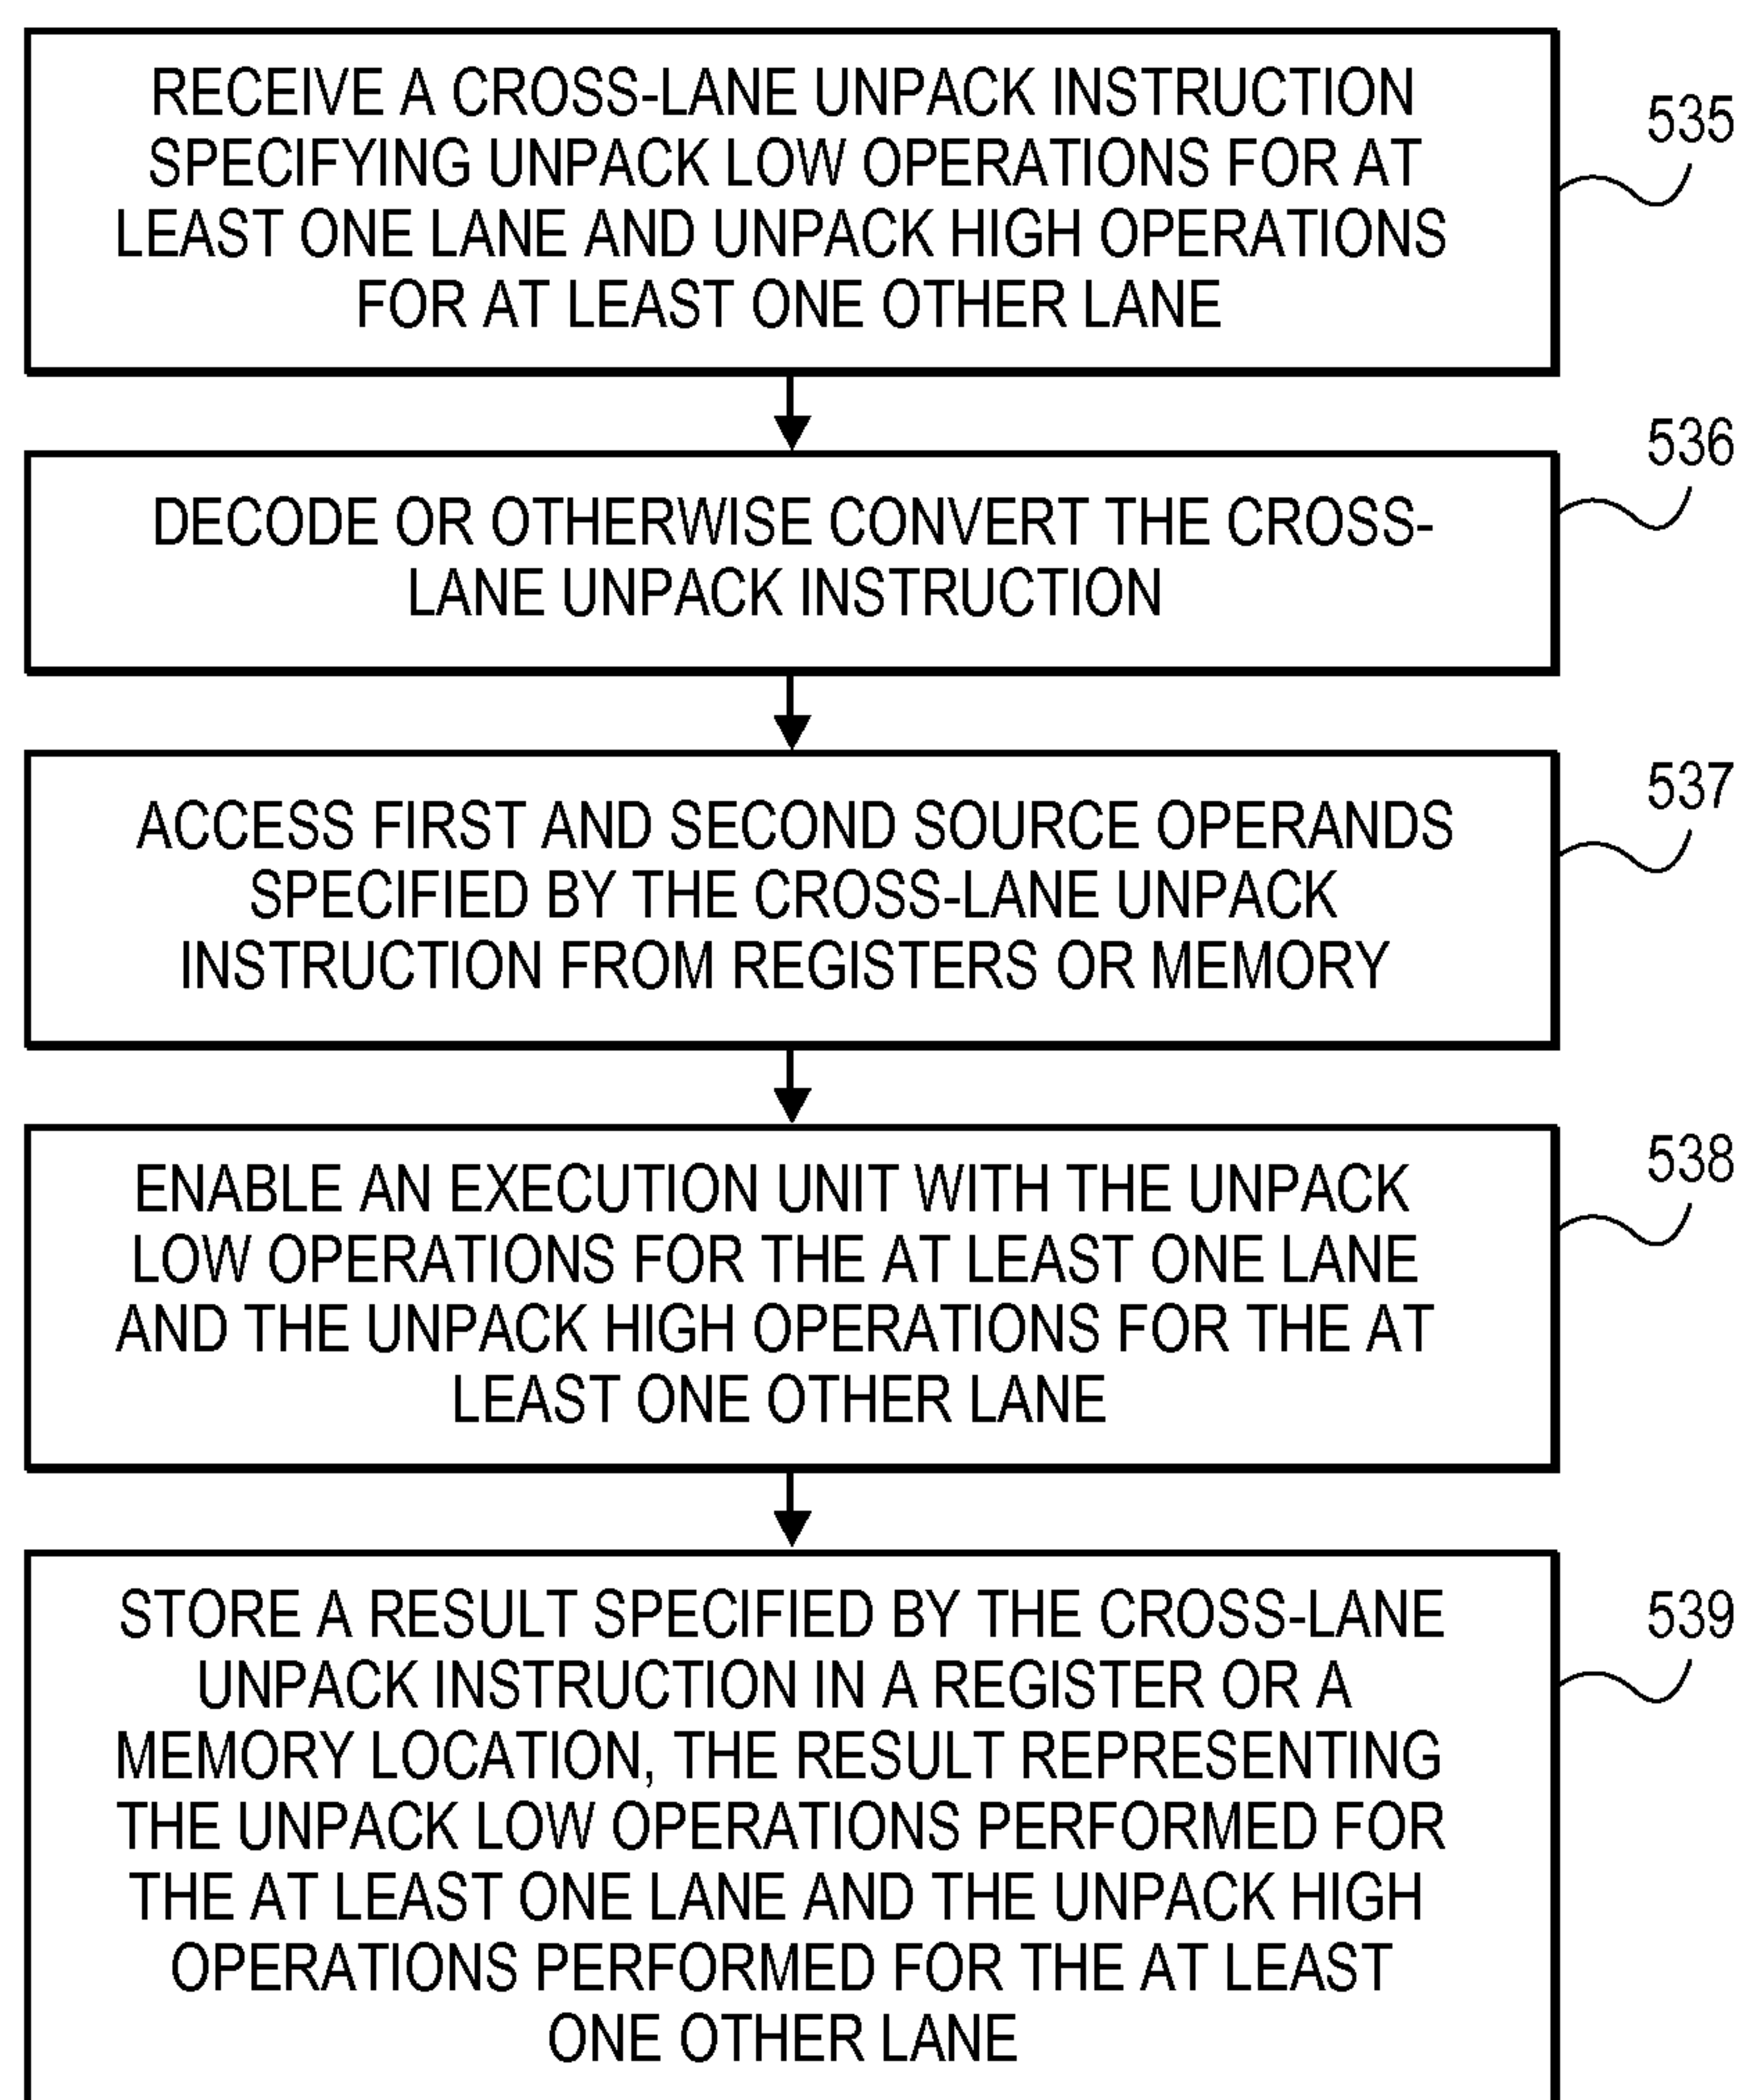 RECEIVE A CROSS-LANE UNPACK INSTRUCTION
SPECIFYING UNPACK LOW OPERATIONS FOR AT
LEAST ONE LANE AND UNPACK HIGH OPERATIONS
FOR AT LEAST ONE OTHER LANE
535
DECODE OR OTHERWISE CONVERT THE CROSS-
LANE UNPACK INSTRUCTION
536
ACCESS FIRST AND SECOND SOURCE OPERANDS
SPECIFIED BY THE CROSS-LANE UNPACK
INSTRUCTION FROM REGISTERS OR MEMORY
537
ENABLE AN EXECUTION UNIT WITH THE UNPACK
LOW OPERATIONS FOR THE AT LEAST ONE LANE
AND THE UNPACK HIGH OPERATIONS FOR THE AT
LEAST ONE OTHER LANE
538
STORE A RESULT SPECIFIED BY THE CROSS-LANE
UNPACK INSTRUCTION IN A REGISTER OR A
MEMORY LOCATION, THE RESULT REPRESENTING
THE UNPACK LOW OPERATIONS PERFORMED FOR
THE AT LEAST ONE LANE AND THE UNPACK HIGH
OPERATIONS PERFORMED FOR THE AT LEAST
ONE OTHER LANE
539